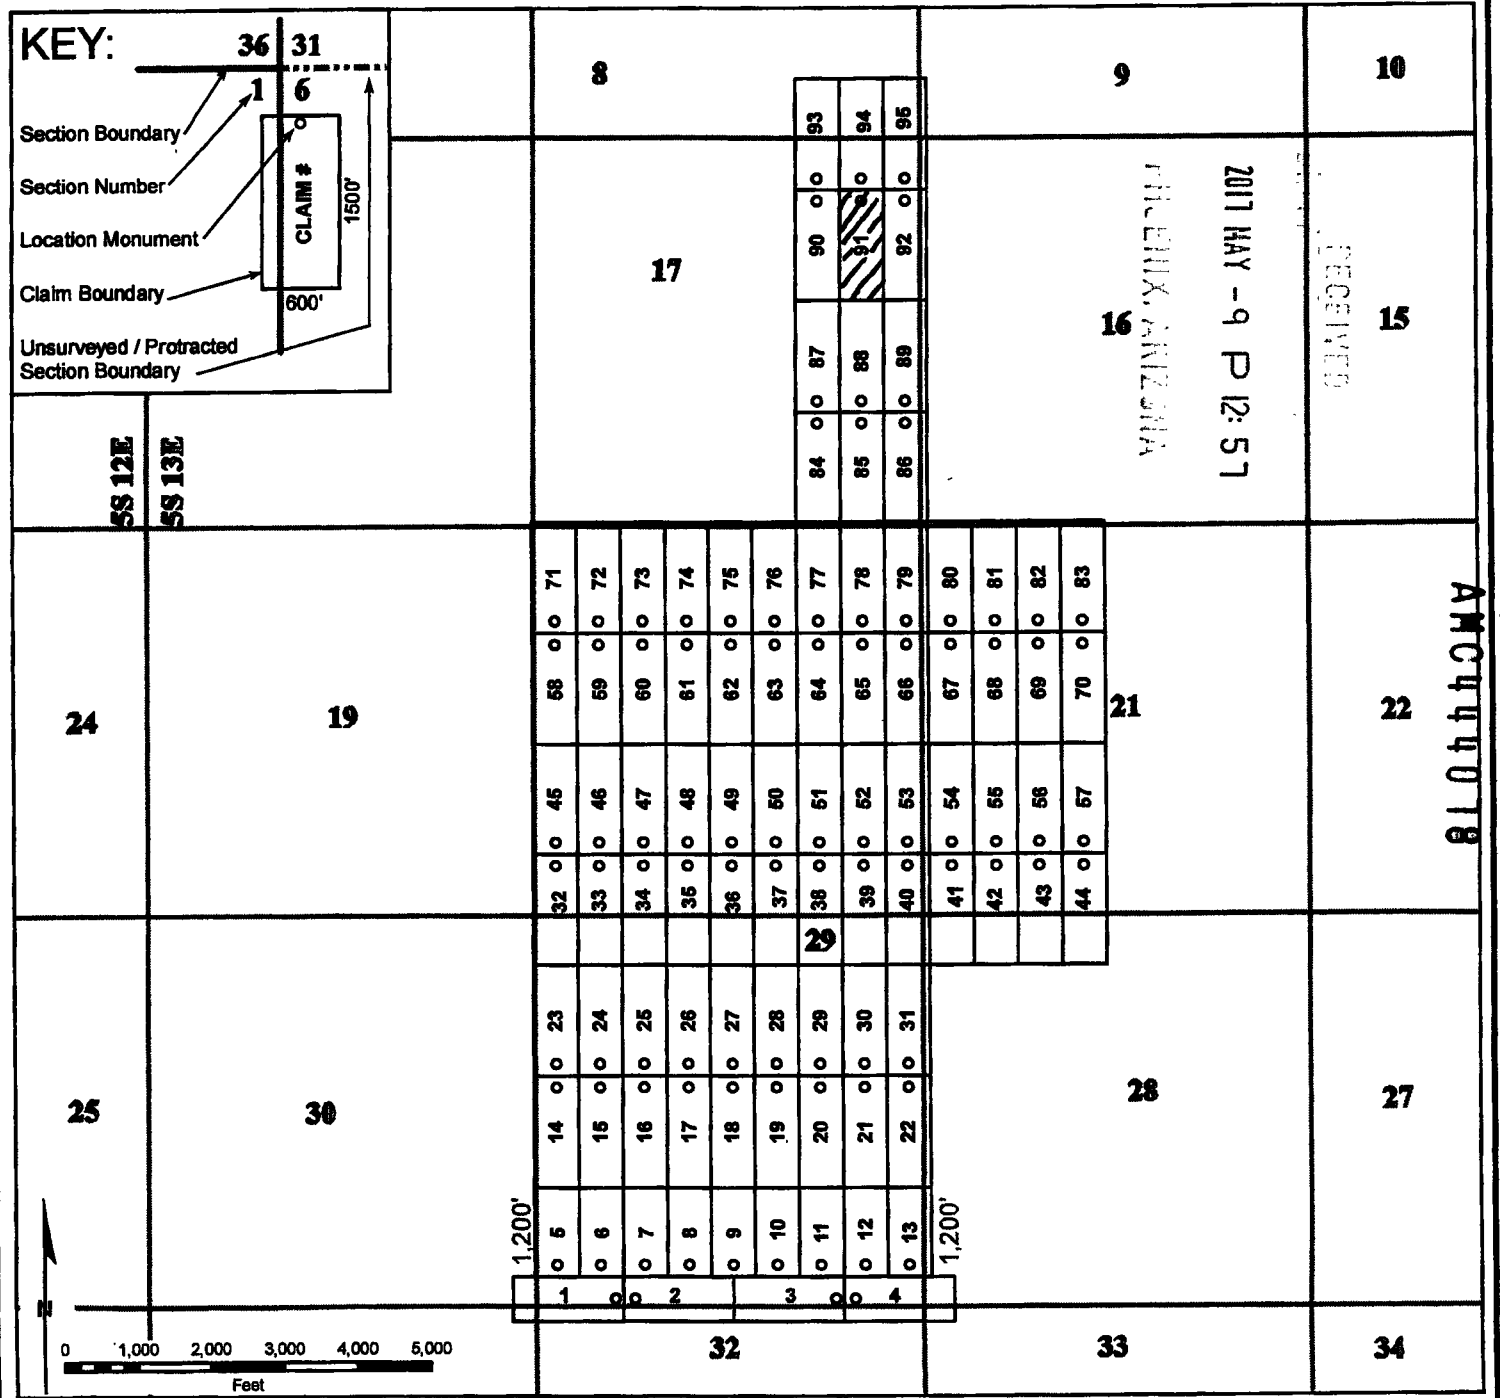 KEY:
36 31
1 6
Section Boundary
Section Number
Location Monument
Claim Boundary
Unsurveyed / Protracted
Section Boundary
CLAIM #
1500'
600'
8 9 10
93 94 95
90 91 92
17 16 15
87 88 89
84 85 86
RECEIVED
2017 MAY -9 P 12:57
PHOENIX, ARIZONA
5S 12E
5S 13E
71 72 73 74 75 76 77 78 79 80 81 82 83
58 59 60 61 62 63 64 65 66 67 68 69 70
24 19 21 22
AMC444018
45 46 47 48 49 50 51 52 53 54 55 56 57
32 33 34 35 36 37 38 39 40 41 42 43 44
29
23 24 25 26 27 28 29 30 31
25 30 28 27
14 15 16 17 18 19 20 21 22
1,200' 5 6 7 8 9 10 11 12 13 1,200'
1 2 3 4
N
32 33 34
0 1,000 2,000 3,000 4,000 5,000
Feet